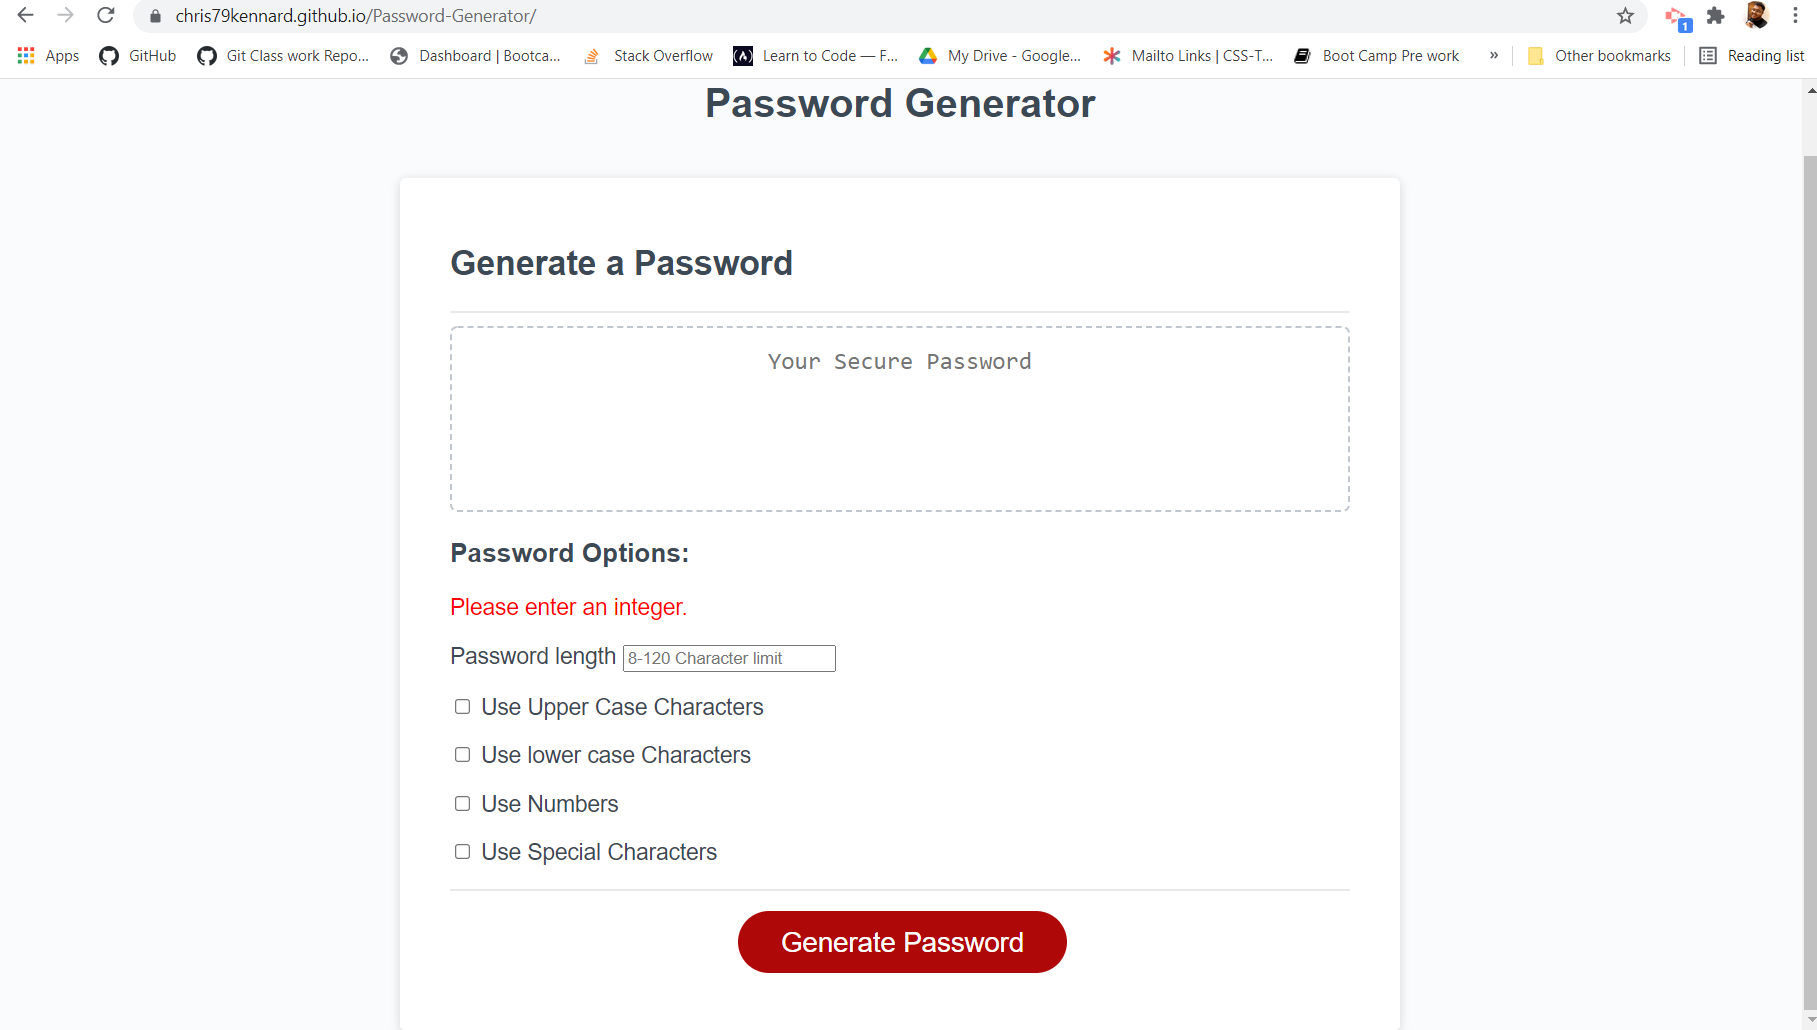 chris79kennard.github.io/Password-Generator/
1
Apps GitHub Git Class work Repo... Dashboard | Bootca... Stack Overflow (A) Learn to Code — F... My Drive - Google... Mailto Links | CSS-T... Boot Camp Pre work » Other bookmarks Reading list
Password Generator
Generate a Password
Your Secure Password
Password Options:
Please enter an integer.
Password length 8-120 Character limit
Use Upper Case Characters
Use lower case Characters
Use Numbers
Use Special Characters
Generate Password